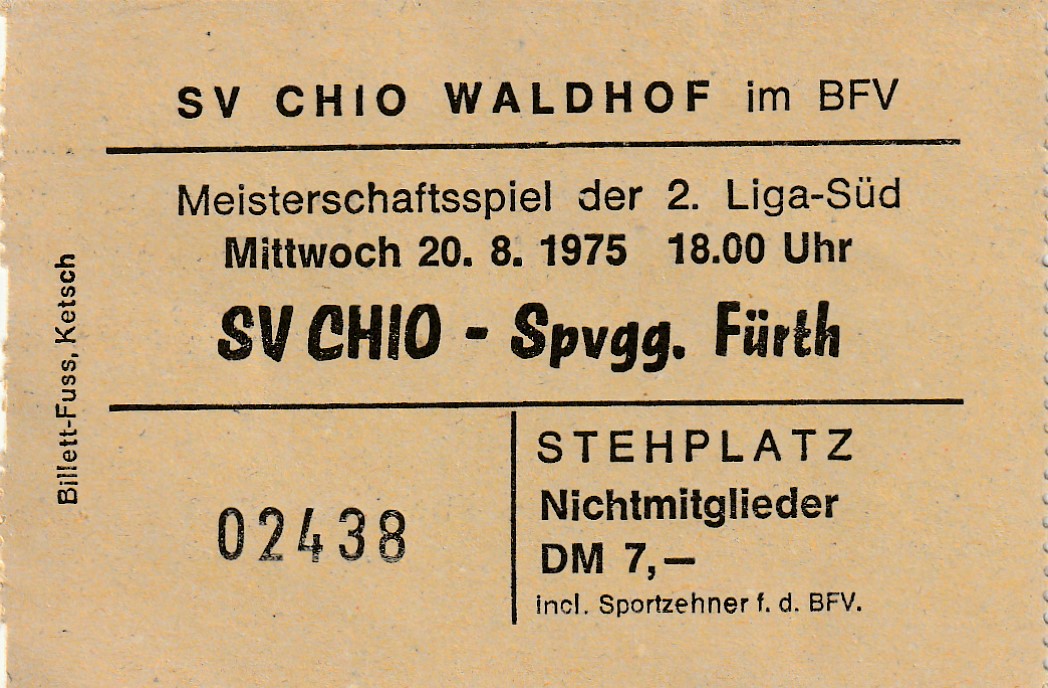 SV CHIO WALDHOF im BFV
Meisterschaftsspiel der 2. Liga-Süd
Mittwoch 20. 8. 1975 18.00 Uhr
SV CHIO - Spvgg. Fürth
Billett-Fuss, Ketsch
02438
STEHPLATZ
Nichtmitglieder
DM 7,—
incl. Sportzehner f. d. BFV.